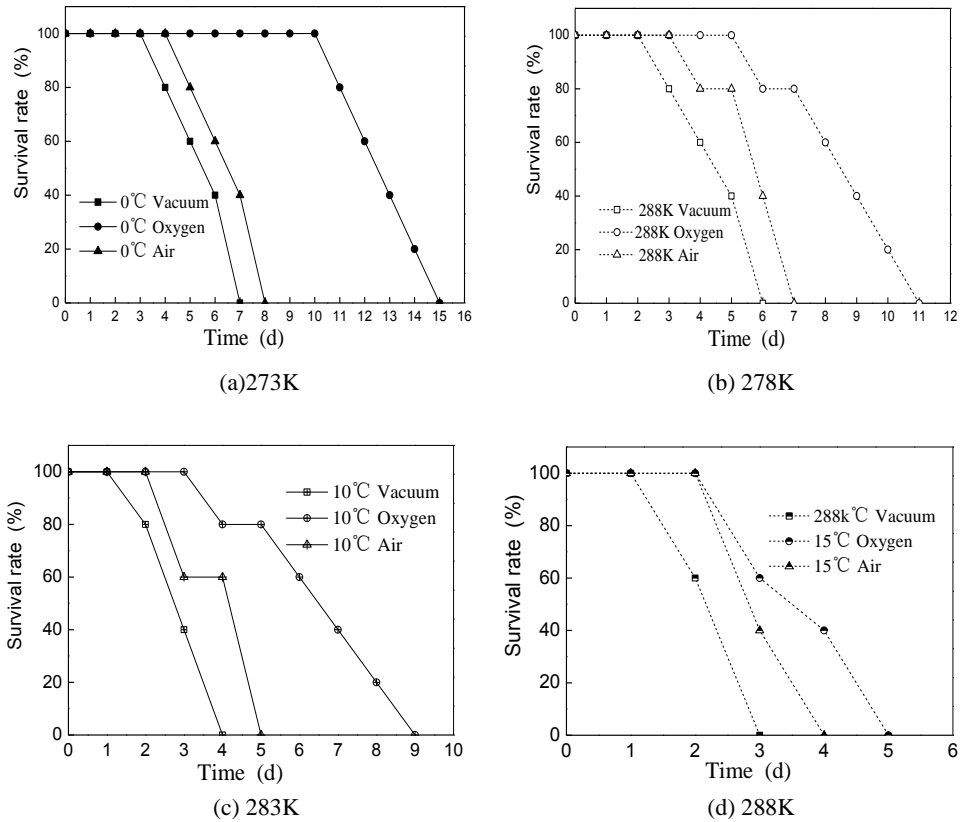 Survival rate (%)
100
80
60
40
20
0
0℃ Vacuum
0℃ Oxygen
0℃ Air
0 1 2 3 4 5 6 7 8 9 10 11 12 13 14 15 16
Time (d)
(a)273K
Survival rate (%)
100
80
60
40
20
0
288K Vacuum
288K Oxygen
288K Air
0 1 2 3 4 5 6 7 8 9 10 11 12
Time (d)
(b) 278K
Survival rate (%)
100
80
60
40
20
0
10℃ Vacuum
10℃ Oxygen
10℃ Air
0 1 2 3 4 5 6 7 8 9 10
Time (d)
(c) 283K
Survival rate (%)
100
80
60
40
20
0
288k℃ Vacuum
15℃ Oxygen
15℃ Air
0 1 2 3 4 5 6
Time (d)
(d) 288K